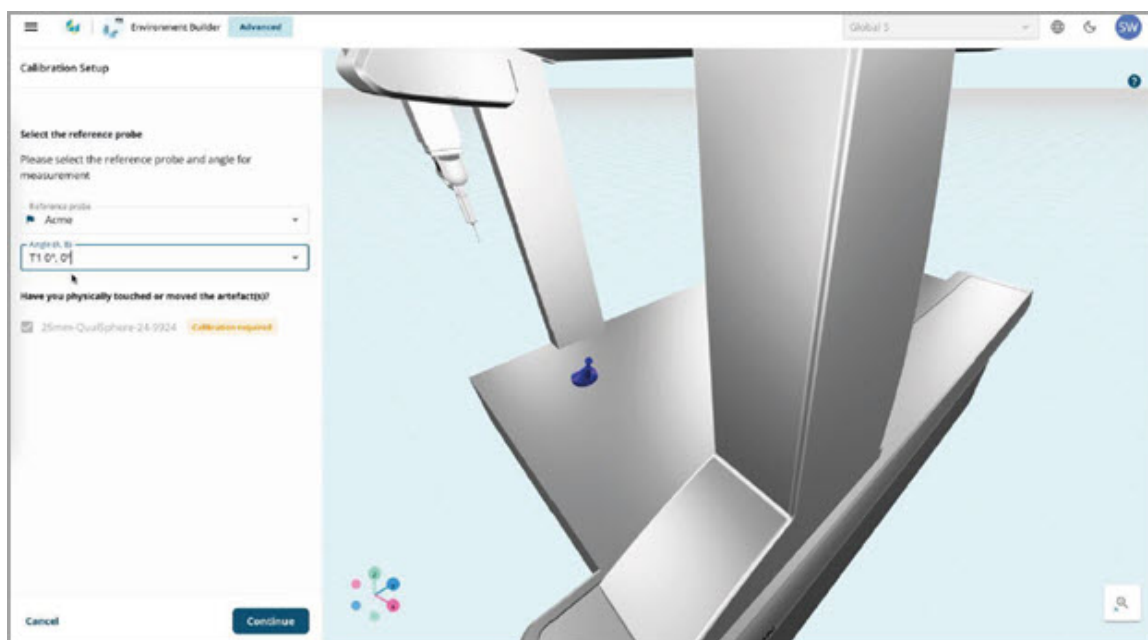 Environment Builder Advanced Global S SW
Calibration Setup
Select the reference probe
Please select the reference probe and angle for
measurement
Reference probe
Acme
T1 0°, 0°
Have you physically touched or moved the artefact(s)?
25mm-QualSphere-24-9924 Calibration required
Cancel Continue